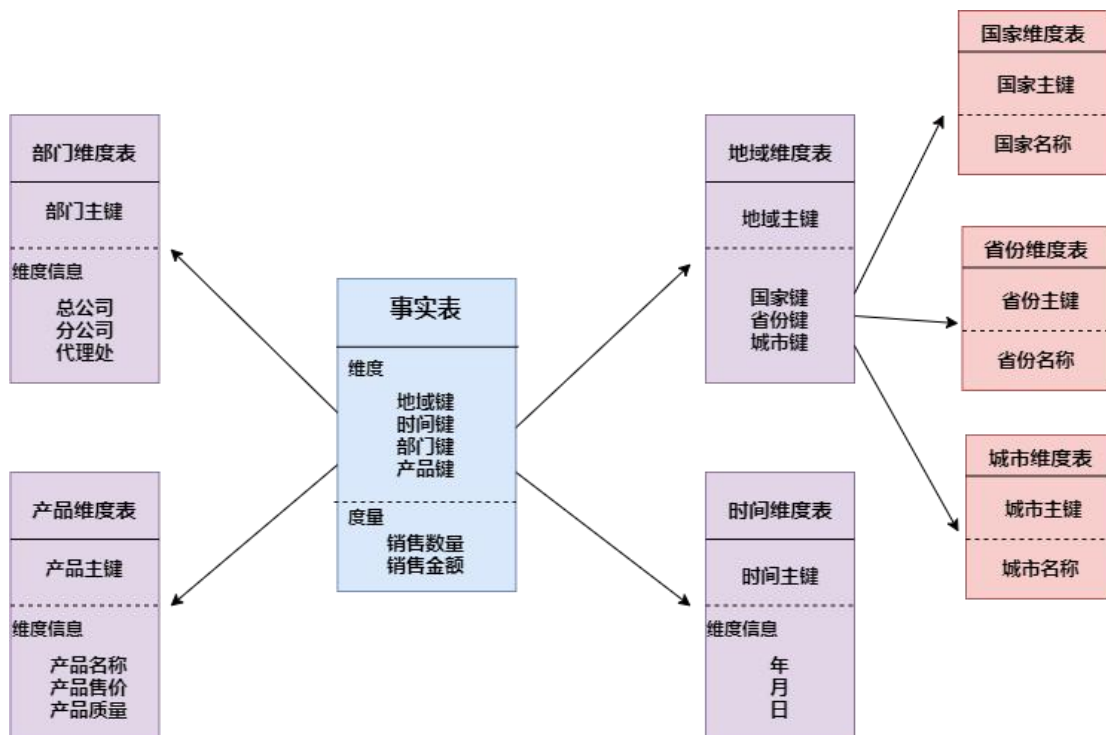 部门维度表
部门主键
维度信息
总公司
分公司
代理处
产品维度表
产品主键
维度信息
产品名称
产品售价
产品质量
事实表
维度
地域键
时间键
部门键
产品键
度量
销售数量
销售金额
地域维度表
地域主键
国家键
省份键
城市键
时间维度表
时间主键
维度信息
年
月
日
国家维度表
国家主键
国家名称
省份维度表
省份主键
省份名称
城市维度表
城市主键
城市名称